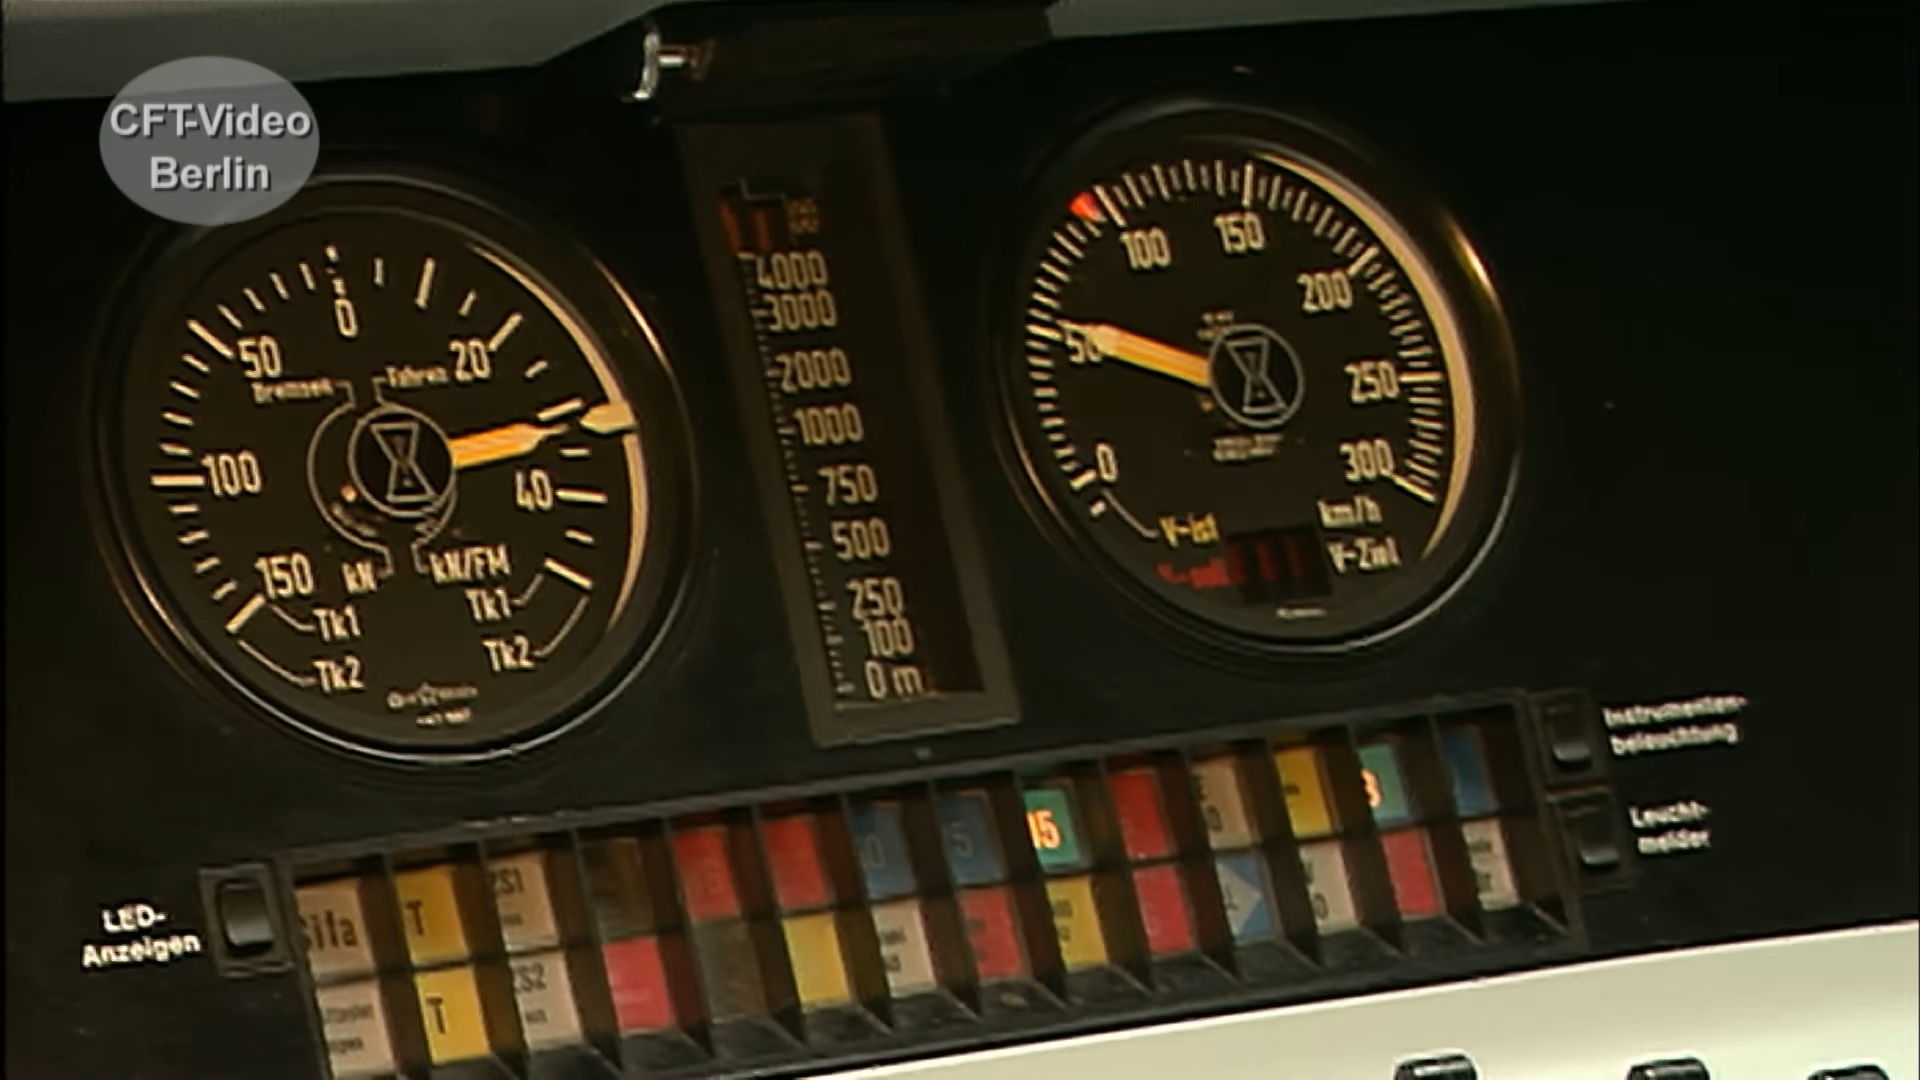 CFT-Video
Berlin
0
50
20
Bremsen
Fahren
100
40
150
kN
kN/FM
Tk1
Tk1
Tk2
Tk2
4000
3000
2000
1000
750
500
250
100
0 m
100
150
50
200
250
0
300
V-ist
km/h
V-soll
V-Ziel
Instrumenten-
beleuchtung
Leucht-
melder
LED-
Anzeigen
Sifa
T
ZS1
T
ZS2